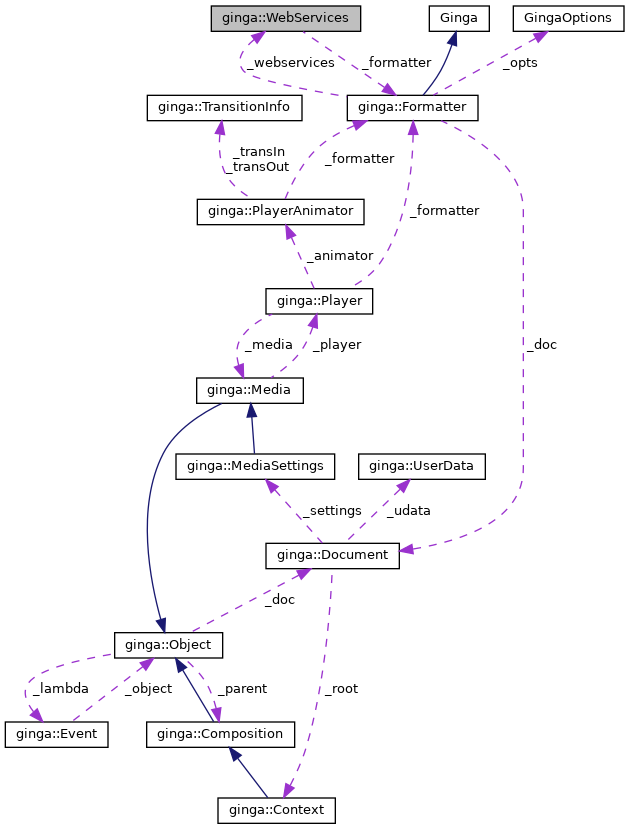 ginga::WebServices
Ginga
GingaOptions
_webservices
_formatter
_opts
ginga::TransitionInfo
ginga::Formatter
_transIn
_transOut
_formatter
ginga::PlayerAnimator
_formatter
_animator
ginga::Player
_media
_player
_doc
ginga::Media
ginga::MediaSettings
ginga::UserData
_settings
_udata
ginga::Document
_doc
ginga::Object
_lambda
_object
_parent
_root
ginga::Event
ginga::Composition
ginga::Context